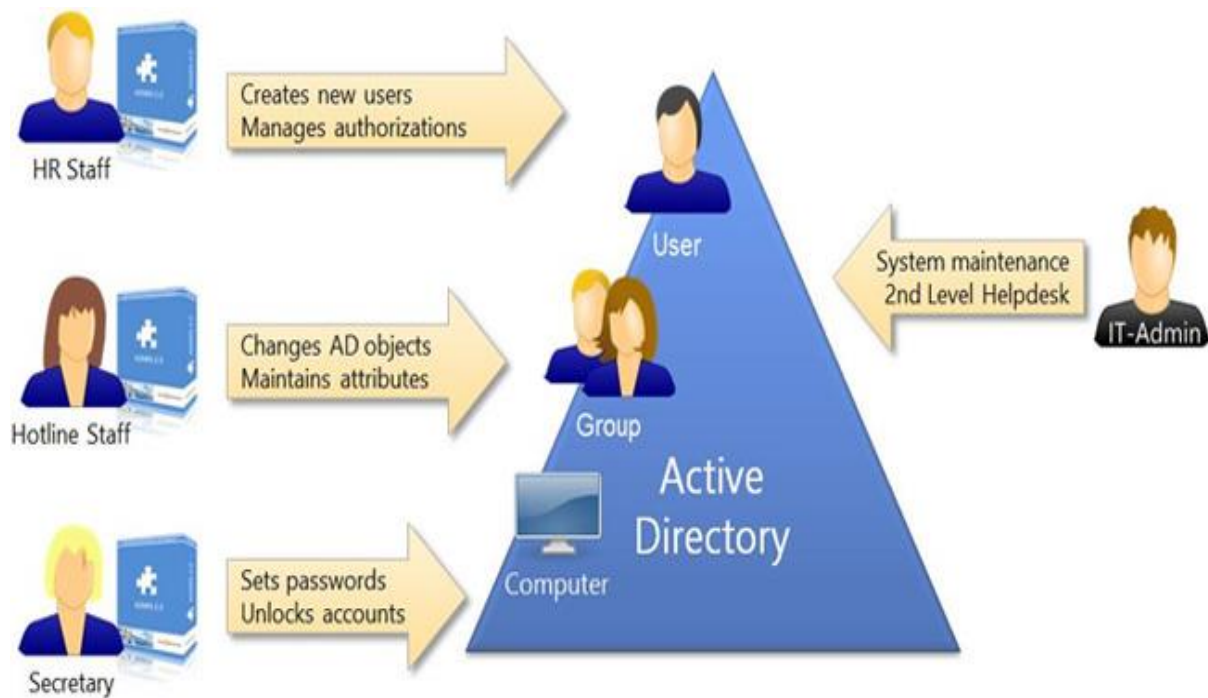 HR Staff
Creates new users
Manages authorizations
User
System maintenance
2nd Level Helpdesk
IT-Admin
Hotline Staff
Changes AD objects
Maintains attributes
Group
Active
Directory
Computer
Secretary
Sets passwords
Unlocks accounts